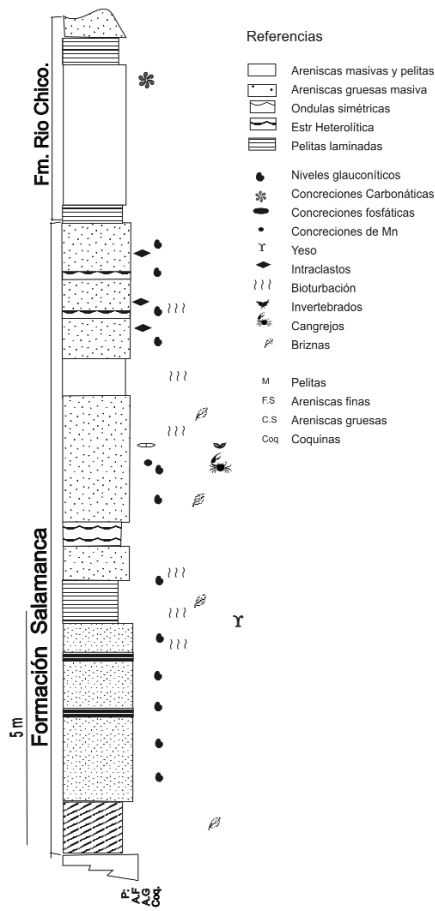 Fm. Rio Chico.
Formación Salamanca
5 m
P:
A.F
A.G
Coq.
Referencias
Areniscas masivas y pelitas
Areniscas gruesas masiva
Ondulas simétricas
Estr Heterolítica
Pelitas laminadas
Niveles glauconíticos
Concreciones Carbonáticas
Concreciones fosfáticas
Concreciones de Mn
Yeso
Intraclastos
Bioturbación
Invertebrados
Cangrejos
Briznas
M Pelitas
F.S Areniscas finas
C.S Areniscas gruesas
Coq Coquinas